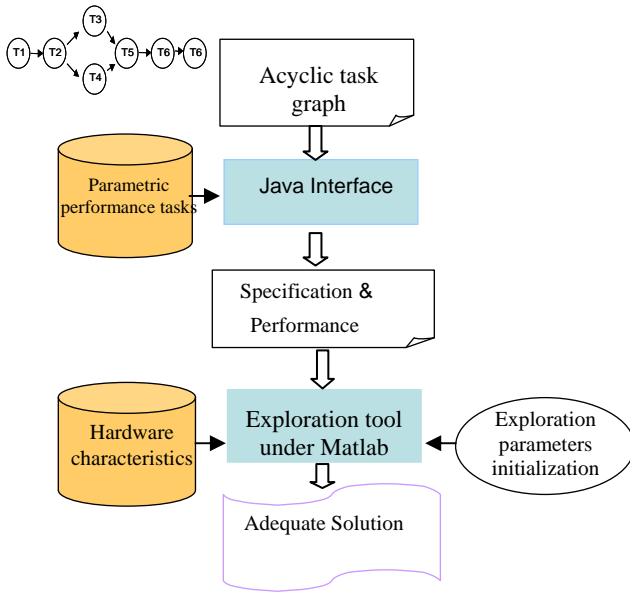 T1 T2 T3 T4 T5 T6 T6
Acyclic task
graph
Parametric
performance tasks
Java Interface
Specification &
Performance
Hardware
characteristics
Exploration tool
under Matlab
Exploration
parameters
initialization
Adequate Solution